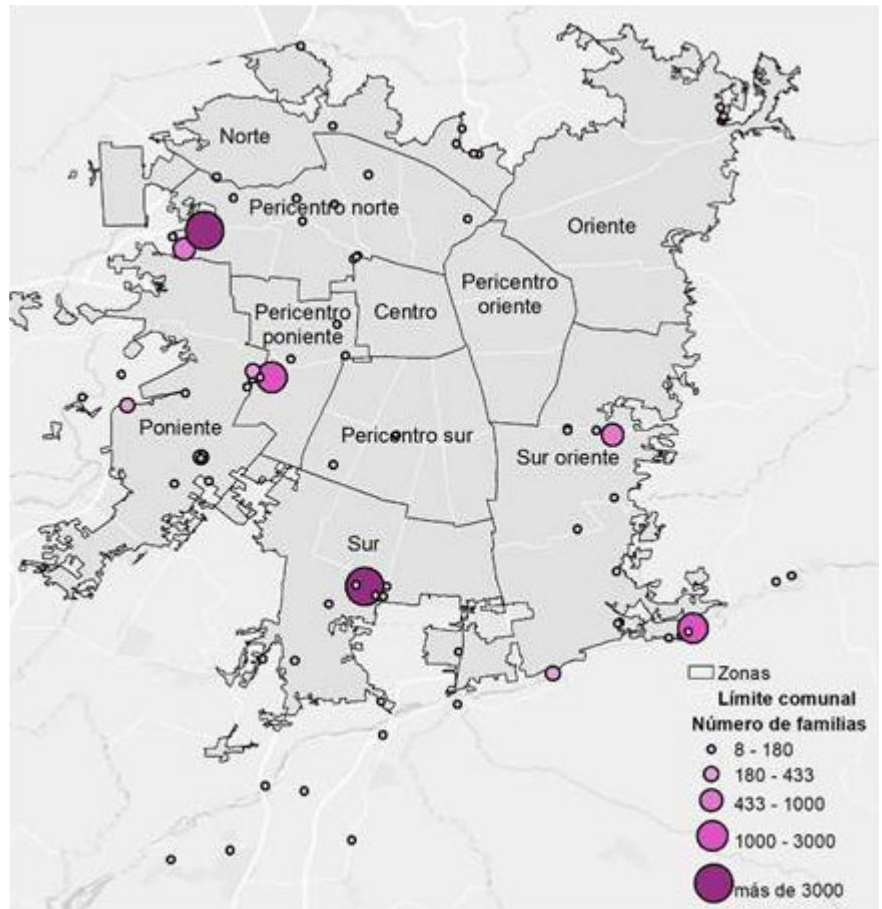 Norte
Pericentro norte
Oriente
Pericentro
oriente
Pericentro
poniente
Centro
Poniente
Pericentro sur
Sur oriente
Sur
Zonas
Límite comunal
Número de familias
8 - 180
180 - 433
433 - 1000
1000 - 3000
más de 3000